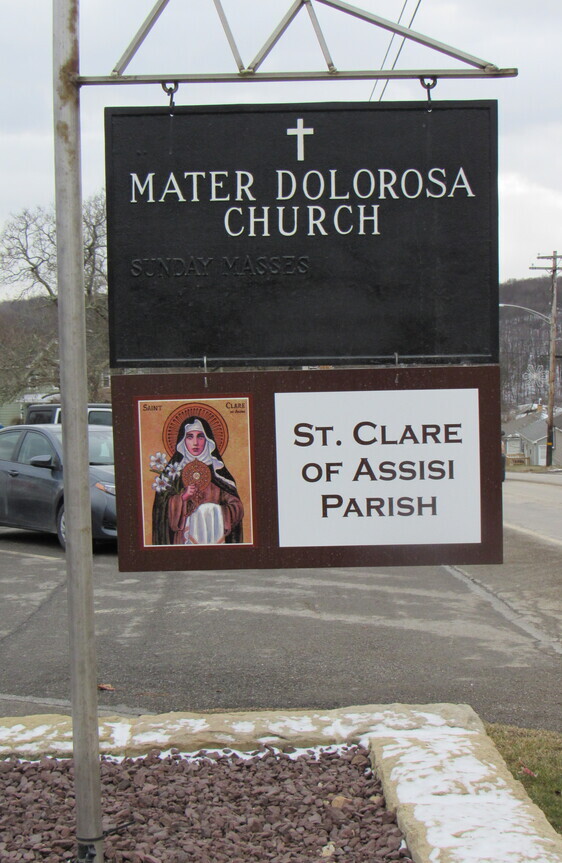 MATER DOLOROSA
CHURCH
SUNDAY MASSES
SAINT CLARE
ST. CLARE
OF ASSISI
PARISH